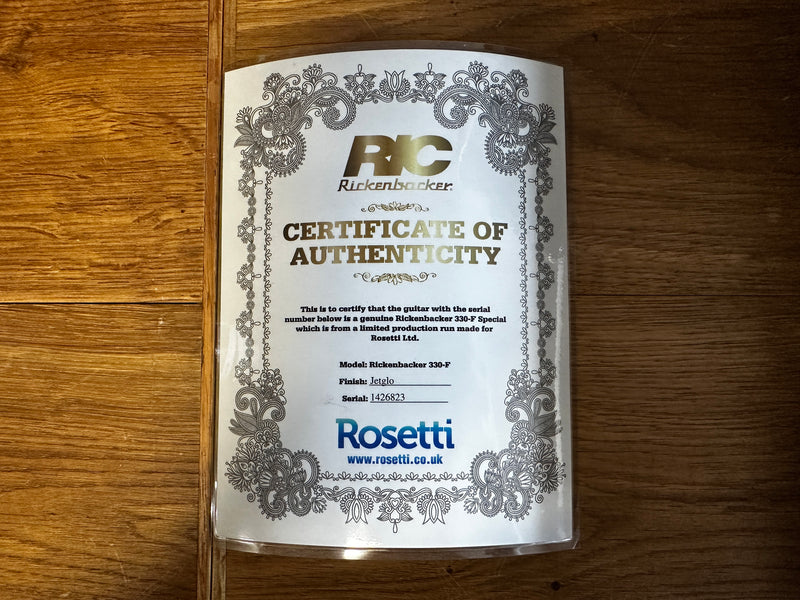 RIC
Rickenbacker
CERTIFICATE OF
AUTHENTICITY
This is to certify that the guitar with the serial
number below is a genuine Rickenbacker 330-F Special
which is from a limited production run made for
Rosetti Ltd.
Model: Rickenbacker 330-F
Finish: Jetglo
Serial: 1426823
Rosetti
www.rosetti.co.uk